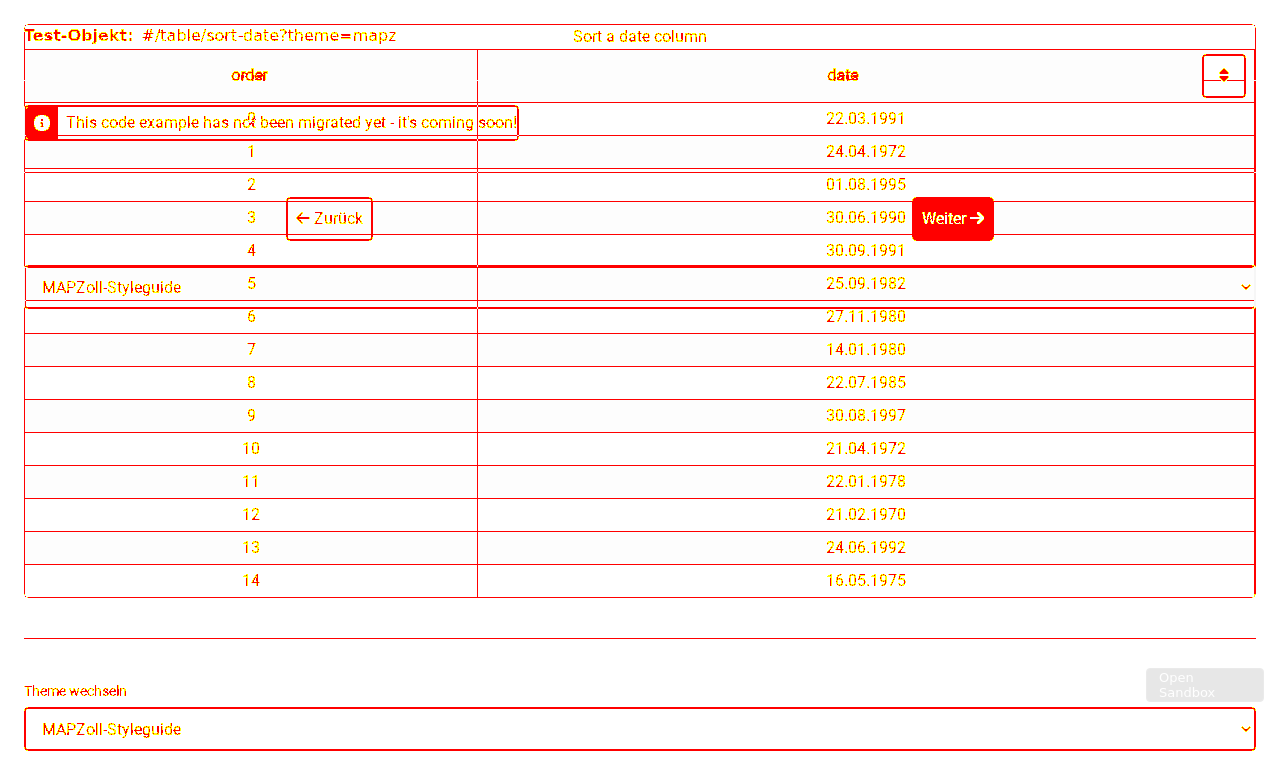 Test-Objekt: #/table/sort-date?theme=mapz Sort a date column
order date
This code example has not been migrated yet - it's coming soon!
0 22.03.1991
1 24.04.1972
2 01.08.1995
3 30.06.1990
← Zurück Weiter →
4 30.09.1991
5 25.09.1982
MAPZoll-Styleguide
6 27.11.1980
7 14.01.1980
8 22.07.1985
9 30.08.1997
10 21.04.1972
11 22.01.1978
12 21.02.1970
13 24.06.1992
14 16.05.1975
Open
Sandbox
Theme wechseln
MAPZoll-Styleguide